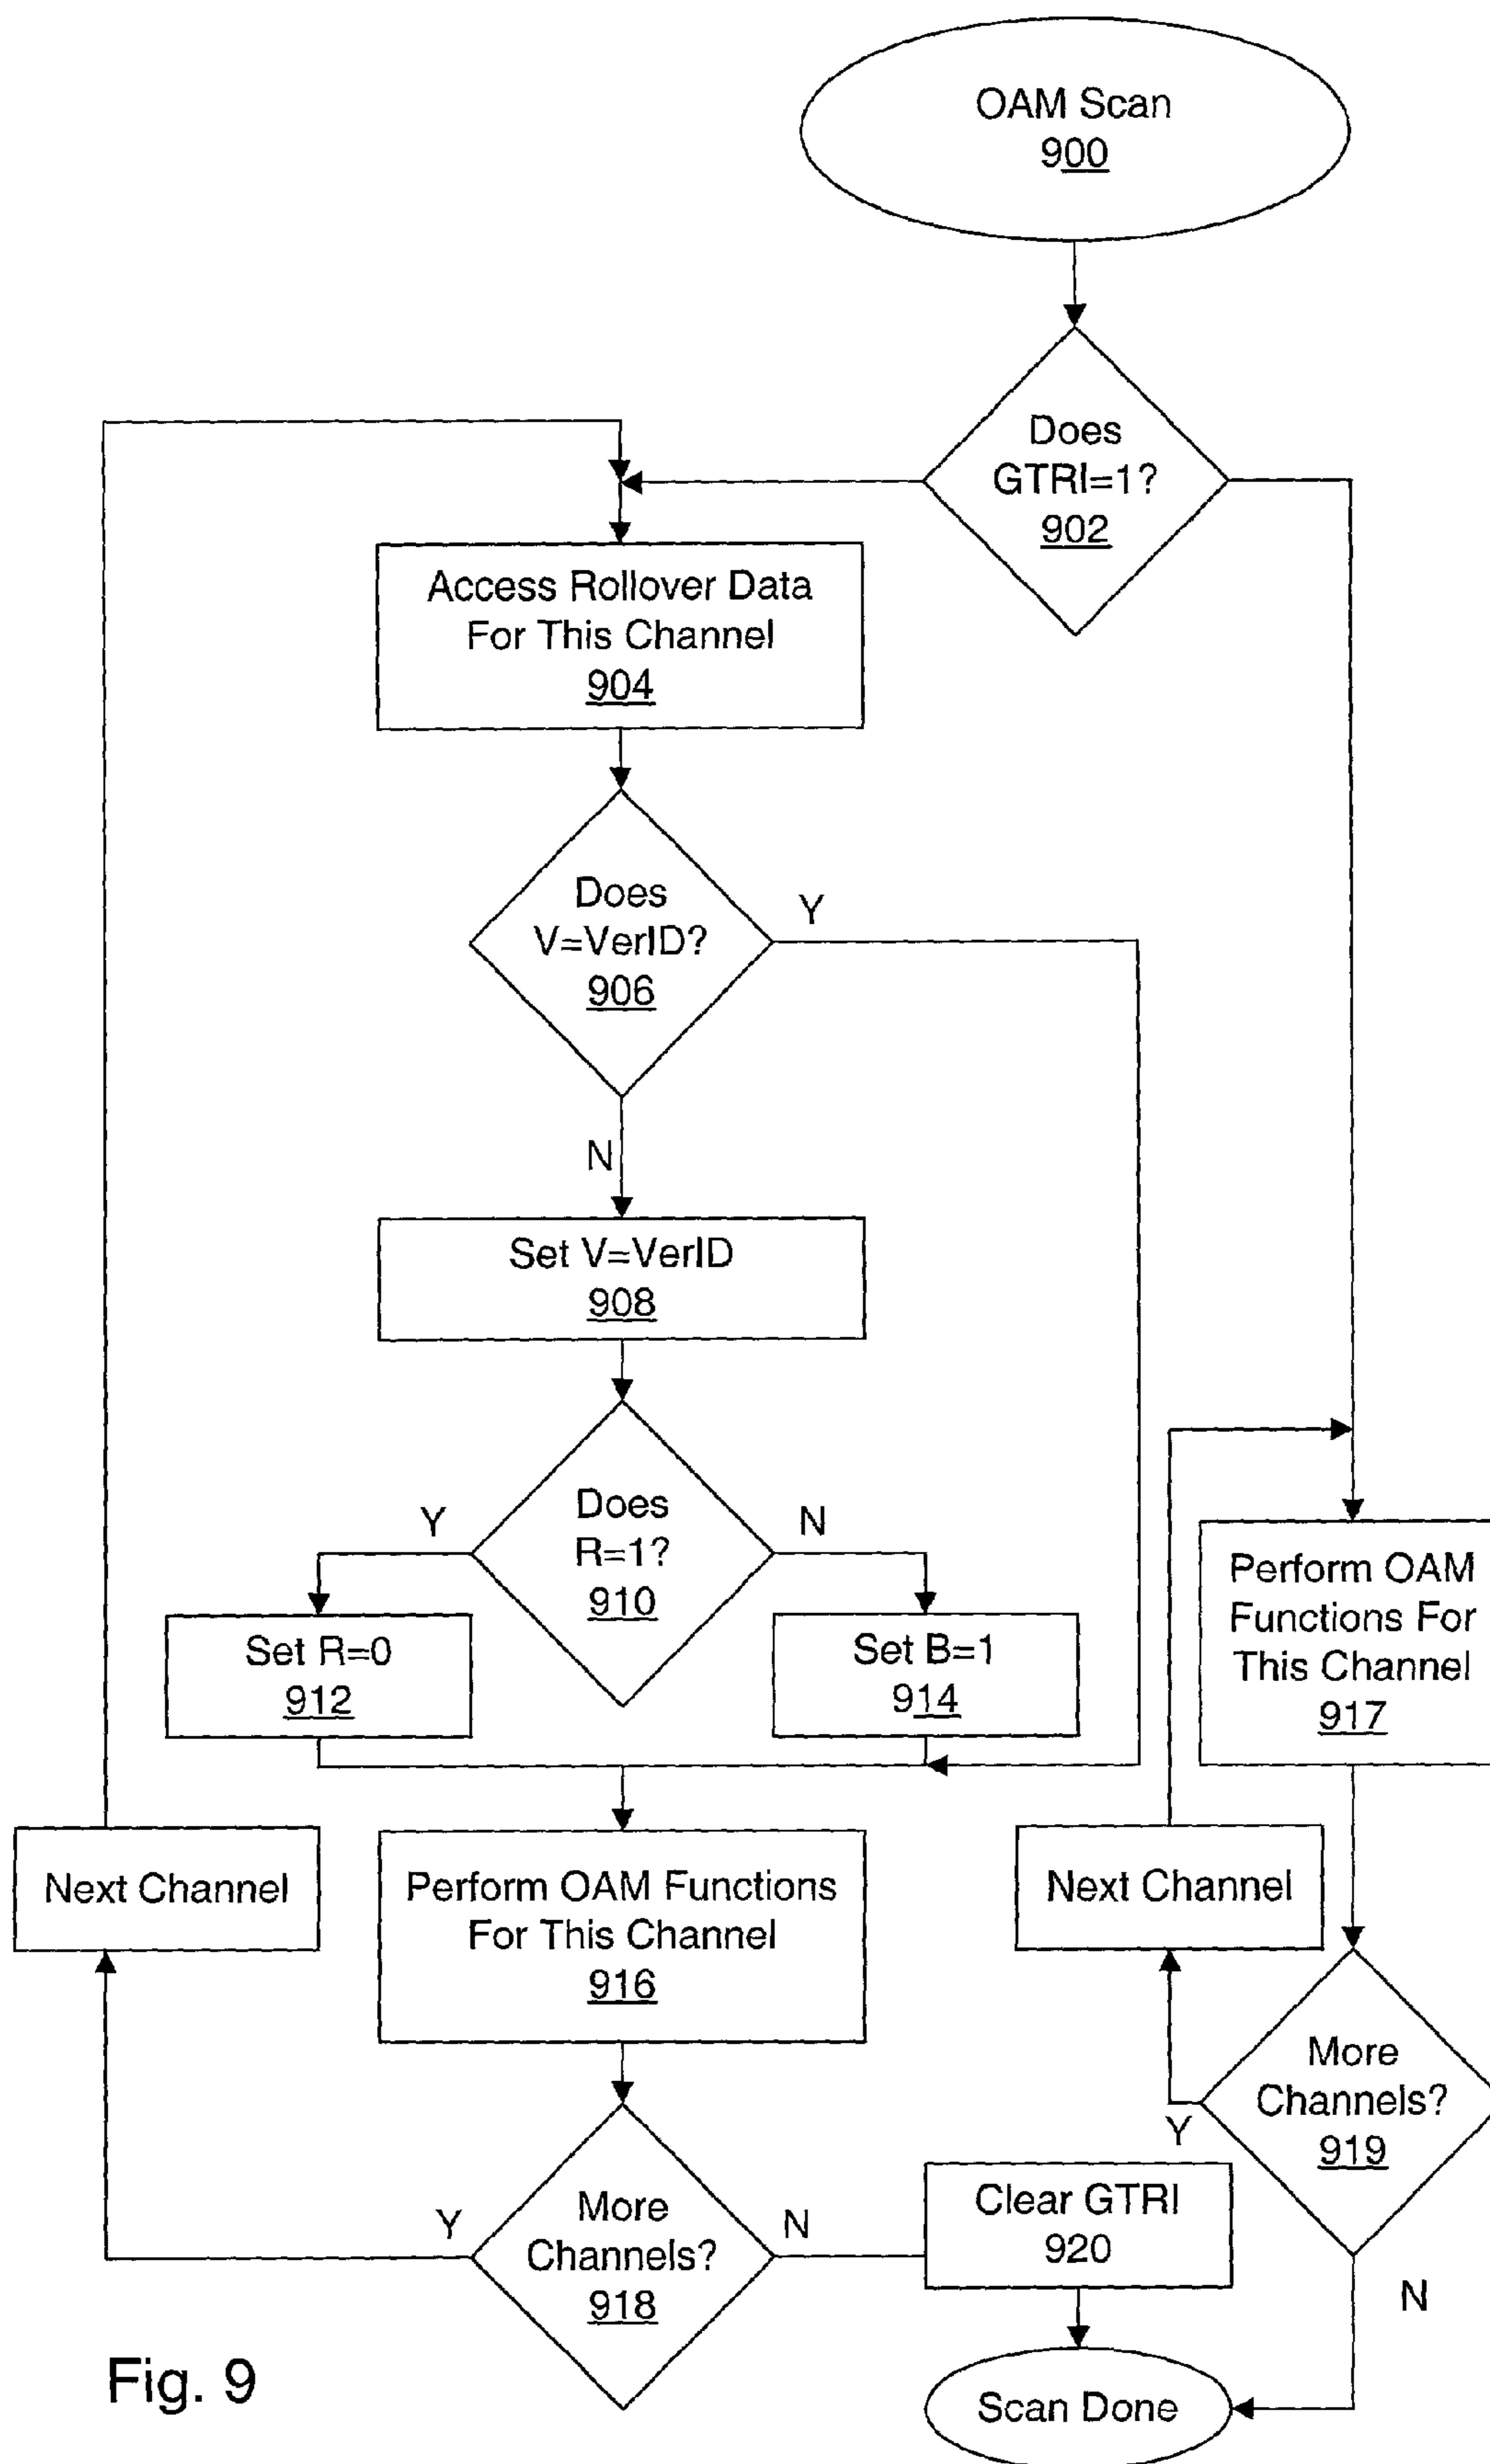 OAM Scan
900
Does
GTRI=1?
902
Access Rollover Data
For This Channel
904
Does
V=VerID?
906
Y
N
Set V=VerID
908
Does
R=1?
910
Y
N
Set R=0
912
Set B=1
914
Perform OAM
Functions For
This Channel
917
Next Channel
Perform OAM Functions
For This Channel
916
Next Channel
More
Channels?
919
Y
N
More
Channels?
918
Y
N
Clear GTRI
920
Scan Done
Fig. 9